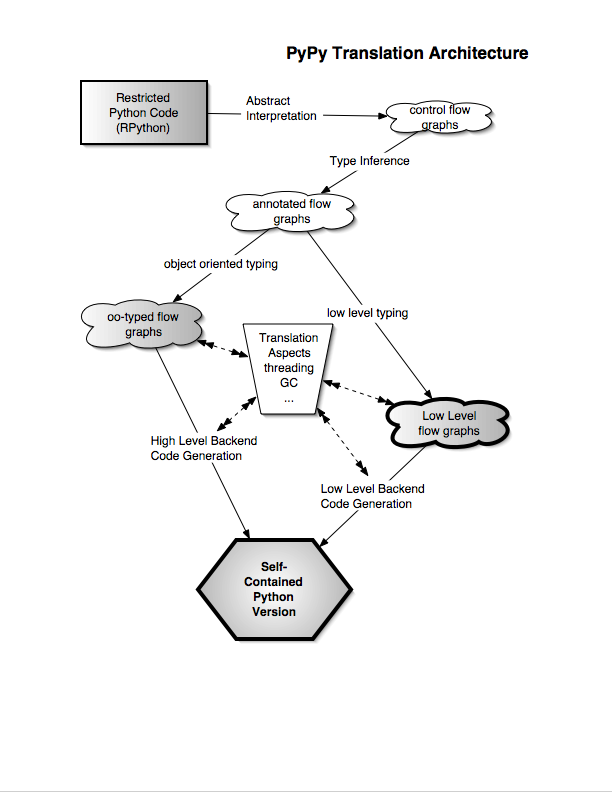 PyPy Translation Architecture
Restricted
Python Code
(RPython)
Abstract
Interpretation
control flow
graphs
Type Inference
annotated flow
graphs
object oriented typing
low level typing
oo-typed flow
graphs
Translation
Aspects
threading
GC
...
Low Level
flow graphs
High Level Backend
Code Generation
Low Level Backend
Code Generation
Self-
Contained
Python
Version